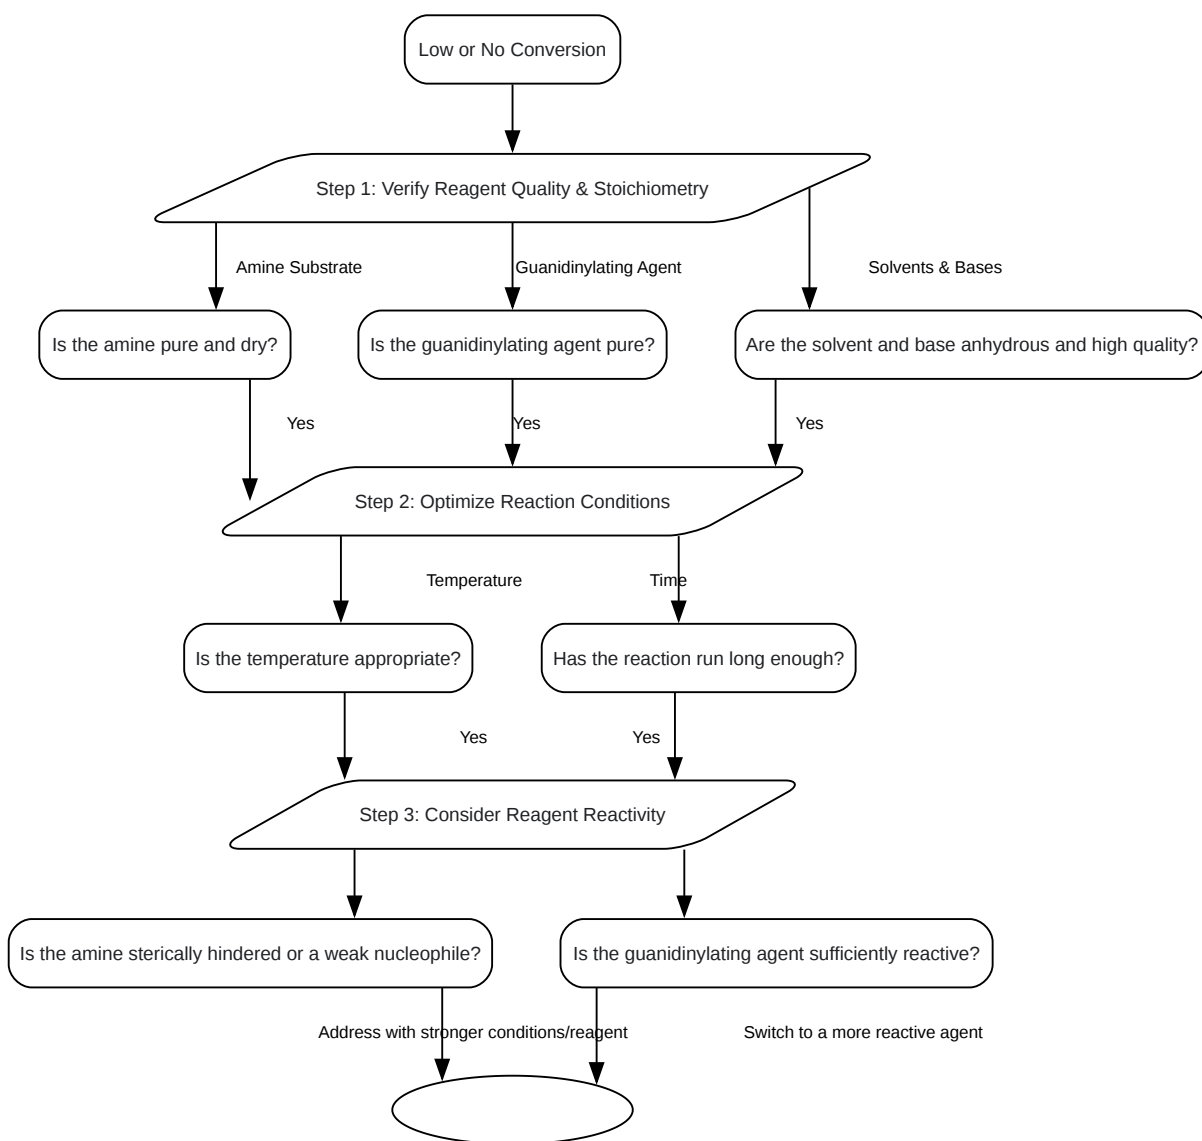 Low or No Conversion
Step 1: Verify Reagent Quality & Stoichiometry
Amine Substrate
Guanidinylating Agent
Solvents & Bases
Is the amine pure and dry?
Is the guanidinylating agent pure?
Are the solvent and base anhydrous and high quality?
Yes
Yes
Yes
Step 2: Optimize Reaction Conditions
Temperature
Time
Is the temperature appropriate?
Has the reaction run long enough?
Yes
Yes
Step 3: Consider Reagent Reactivity
Is the amine sterically hindered or a weak nucleophile?
Is the guanidinylating agent sufficiently reactive?
Address with stronger conditions/reagent
Switch to a more reactive agent